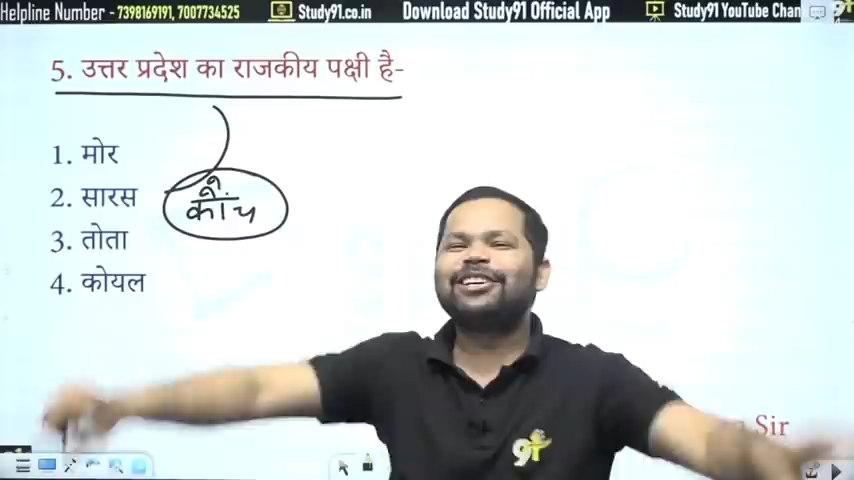 Helpline Number - 7398169191, 7007734525 Study91.co.in Download Study91 Official App Study91 YouTube Chan
5. उत्तर प्रदेश का राजकीय पक्षी है-
1. मोर
2. सारस
3. तोता
4. कोयल
Sir
91